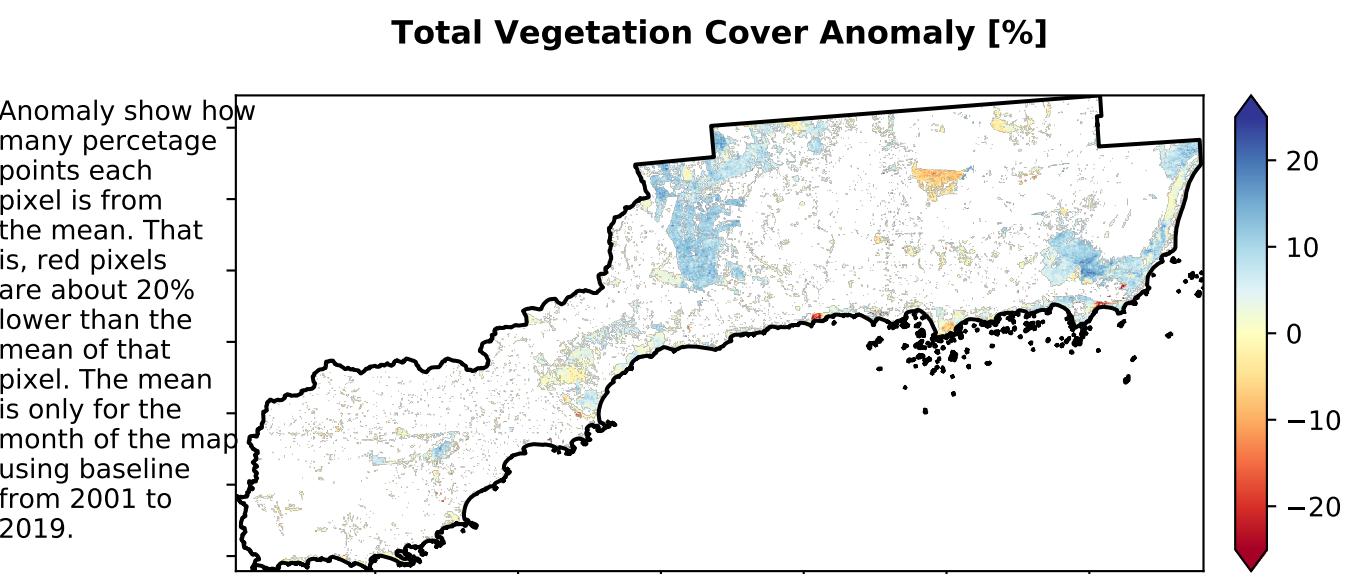 Total Vegetation Cover Anomaly [%]
Anomaly show how
many percetage
points each
pixel is from
the mean. That
is, red pixels
are about 20%
lower than the
mean of that
pixel. The mean
is only for the
month of the map
using baseline
from 2001 to
2019.
20
10
0
−10
−20